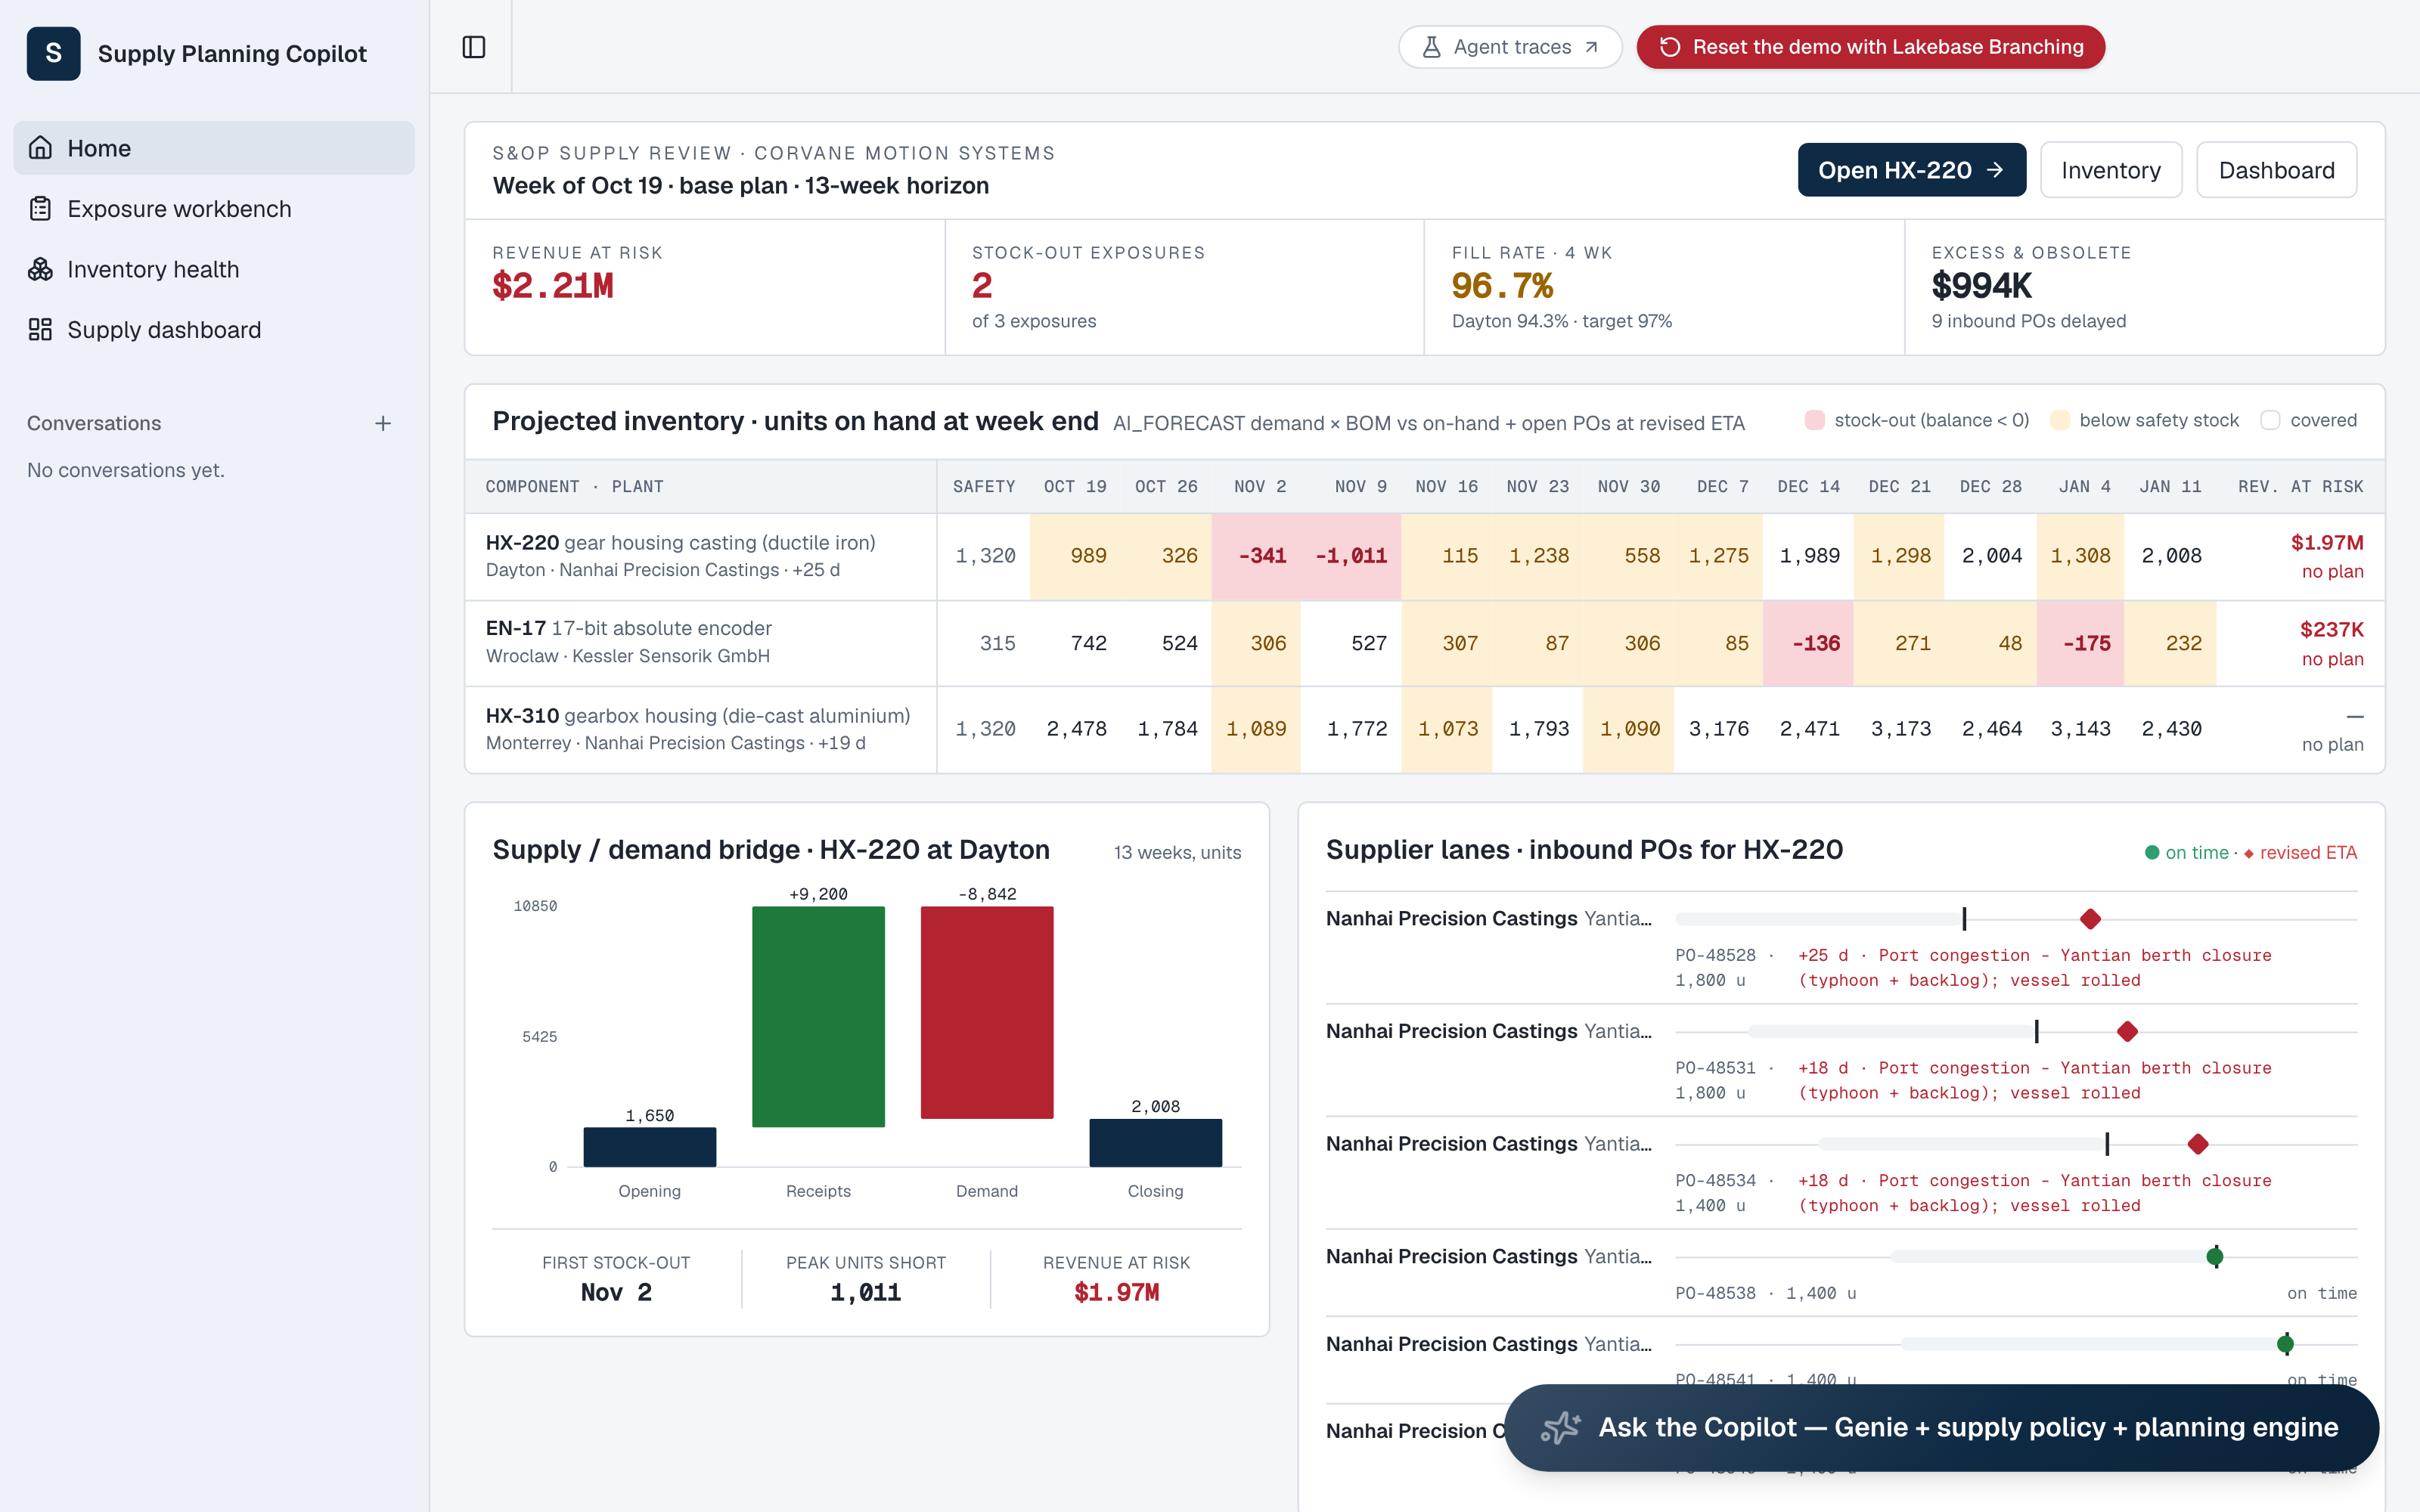 S Supply Planning Copilot
Home
Exposure workbench
Inventory health
Supply dashboard
Conversations +
No conversations yet.
Agent traces
Reset the demo with Lakebase Branching
S&OP SUPPLY REVIEW · CORVANE MOTION SYSTEMS
Week of Oct 19 · base plan · 13-week horizon
Open HX-220 → Inventory Dashboard
REVENUE AT RISK
$2.21M
STOCK-OUT EXPOSURES
2
of 3 exposures
FILL RATE · 4 WK
96.7%
Dayton 94.3% · target 97%
EXCESS & OBSOLETE
$994K
9 inbound POs delayed
Projected inventory · units on hand at week end AI_FORECAST demand × BOM vs on-hand + open POs at revised ETA stock-out (balance < 0) below safety stock covered
COMPONENT · PLANT SAFETY OCT 19 OCT 26 NOV 2 NOV 9 NOV 16 NOV 23 NOV 30 DEC 7 DEC 14 DEC 21 DEC 28 JAN 4 JAN 11 REV. AT RISK
HX-220 gear housing casting (ductile iron)
Dayton · Nanhai Precision Castings · +25 d
1,320 989 326 -341 -1,011 115 1,238 558 1,275 1,989 1,298 2,004 1,308 2,008
$1.97M
no plan
EN-17 17-bit absolute encoder
Wroclaw · Kessler Sensorik GmbH
315 742 524 306 527 307 87 306 85 -136 271 48 -175 232
$237K
no plan
HX-310 gearbox housing (die-cast aluminium)
Monterrey · Nanhai Precision Castings · +19 d
1,320 2,478 1,784 1,089 1,772 1,073 1,793 1,090 3,176 2,471 3,173 2,464 3,143 2,430
—
no plan
Supply / demand bridge · HX-220 at Dayton 13 weeks, units
10850
5425
0
1,650
+9,200
-8,842
2,008
Opening Receipts Demand Closing
FIRST STOCK-OUT
Nov 2
PEAK UNITS SHORT
1,011
REVENUE AT RISK
$1.97M
Supplier lanes · inbound POs for HX-220 on time · revised ETA
Nanhai Precision Castings Yantia…
PO-48528 · +25 d · Port congestion - Yantian berth closure
1,800 u (typhoon + backlog); vessel rolled
Nanhai Precision Castings Yantia…
PO-48531 · +18 d · Port congestion - Yantian berth closure
1,800 u (typhoon + backlog); vessel rolled
Nanhai Precision Castings Yantia…
PO-48534 · +18 d · Port congestion - Yantian berth closure
1,400 u (typhoon + backlog); vessel rolled
Nanhai Precision Castings Yantia…
PO-48538 · 1,400 u on time
Nanhai Precision Castings Yantia…
PO-48541 · 1,400 u on time
Nanhai Precision C
Ask the Copilot — Genie + supply policy + planning engine